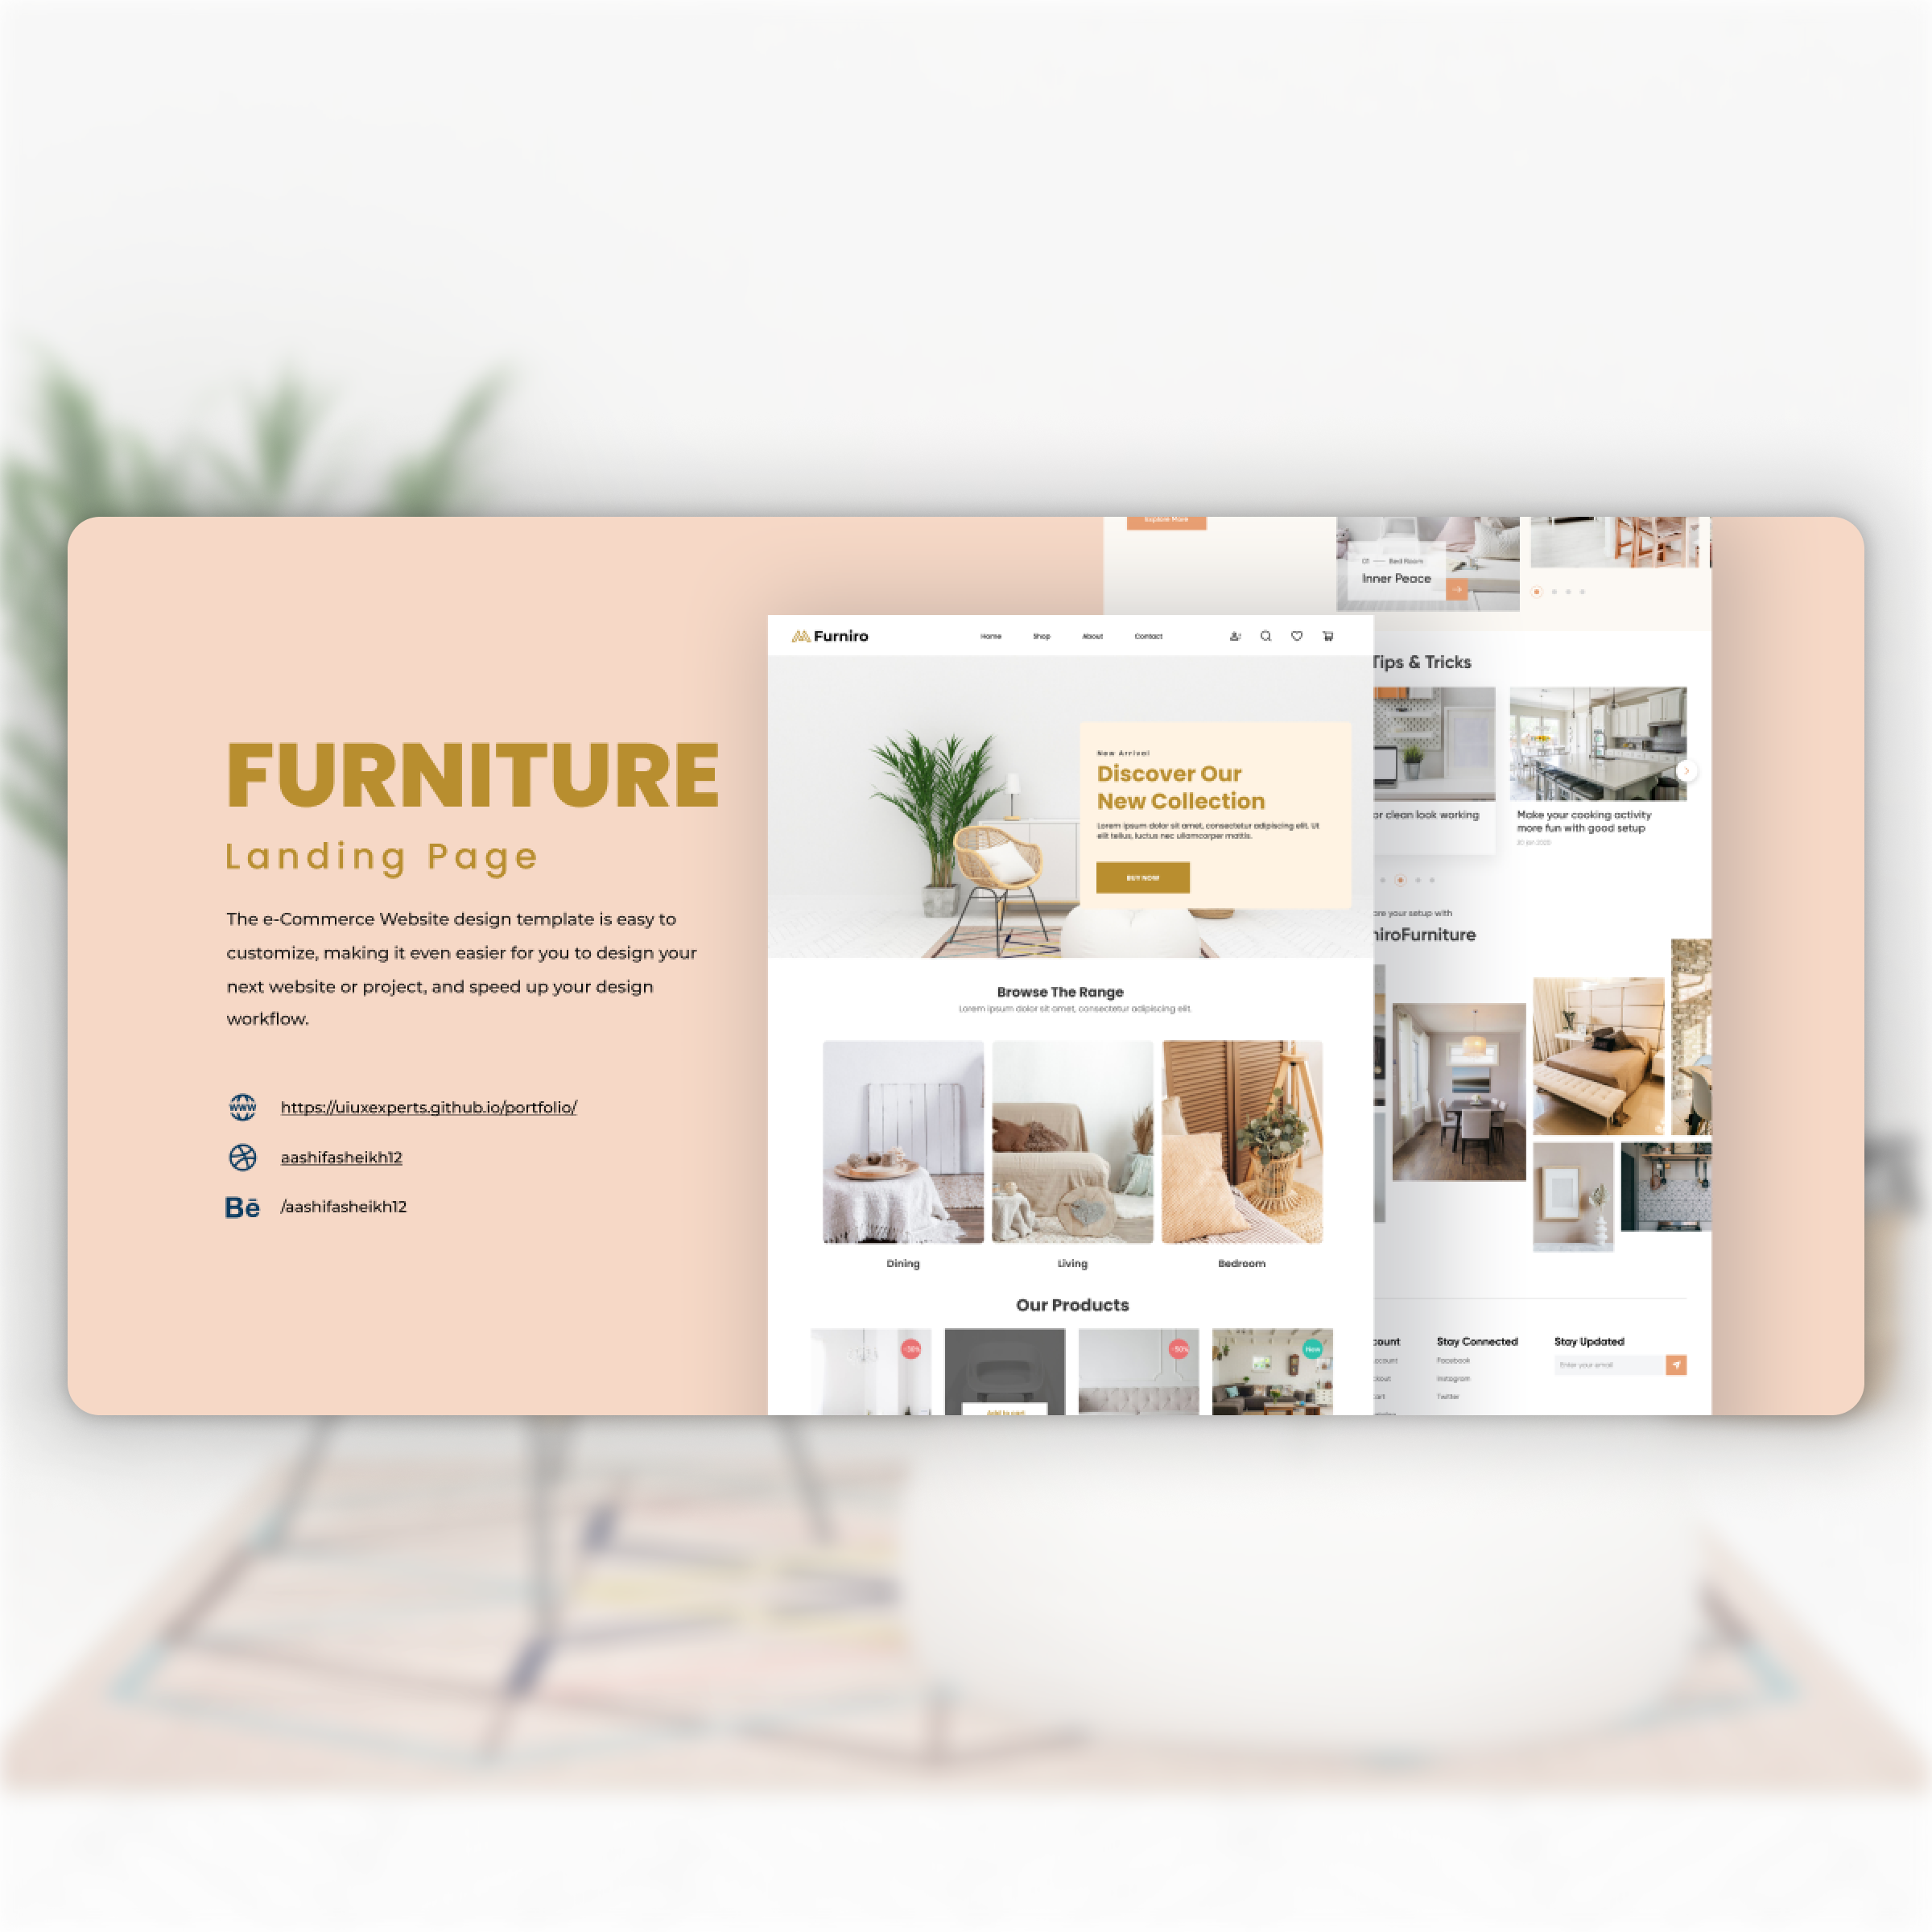 FURNITURE
Landing Page
The e-Commerce Website design template is easy to
customize, making it even easier for you to design your
next website or project, and speed up your design
workflow.
www
https://uiuxexperts.github.io/portfolio/
aashifasheikh12
Bē
/aashifasheikh12
Furniro
Home
Shop
About
Contact
New Arrival
Discover Our
New Collection
Lorem ipsum dolor sit amet, consectetur adipiscing elit. Ut
elit tellus, luctus nec ullamcorper mattis.
BUY NOW
Browse The Range
Lorem ipsum dolor sit amet, consectetur adipiscing elit.
Dining
Living
Bedroom
Our Products
-30%
-50%
New
Add to cart
Explore More
01 Bed Room
Inner Peace
Tips & Tricks
or clean look working
Make your cooking activity
more fun with good setup
20 Jan 2020
are your setup with
niroFurniture
count
ccount
ckout
cart
Stay Connected
Facebook
Instagram
Twitter
Stay Updated
Enter your email